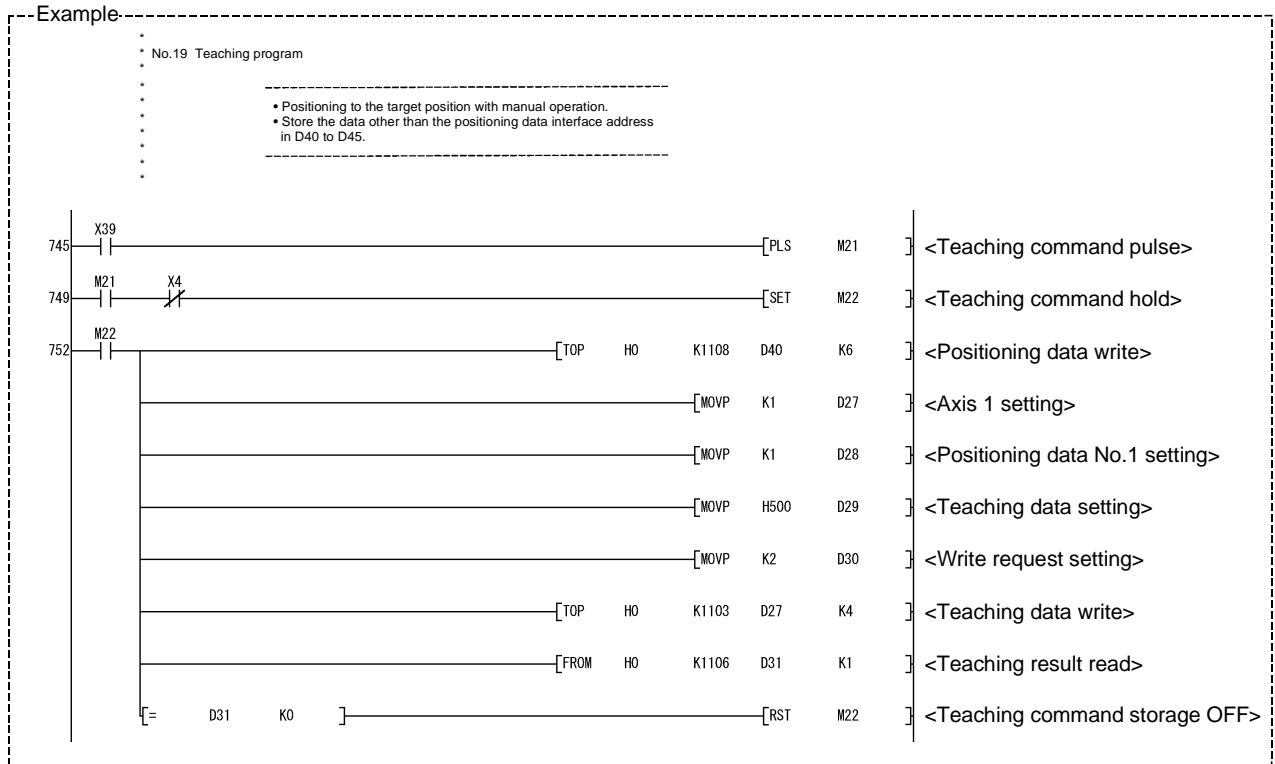 Example
*
* No.19 Teaching program
*
*
*
*
*
*
*
*
• Positioning to the target position with manual operation.
• Store the data other than the positioning data interface address
in D40 to D45.
X39
745 [PLS M21 ] <Teaching command pulse>
M21 X4
749 [SET M22 ] <Teaching command hold>
M22
752 [TOP H0 K1108 D40 K6 ] <Positioning data write>
[MOVP K1 D27 ] <Axis 1 setting>
[MOVP K1 D28 ] <Positioning data No.1 setting>
[MOVP H500 D29 ] <Teaching data setting>
[MOVP K2 D30 ] <Write request setting>
[TOP H0 K1103 D27 K4 ] <Teaching data write>
[FROM H0 K1106 D31 K1 ] <Teaching result read>
[= D31 K0 ] [RST M22 ] <Teaching command storage OFF>